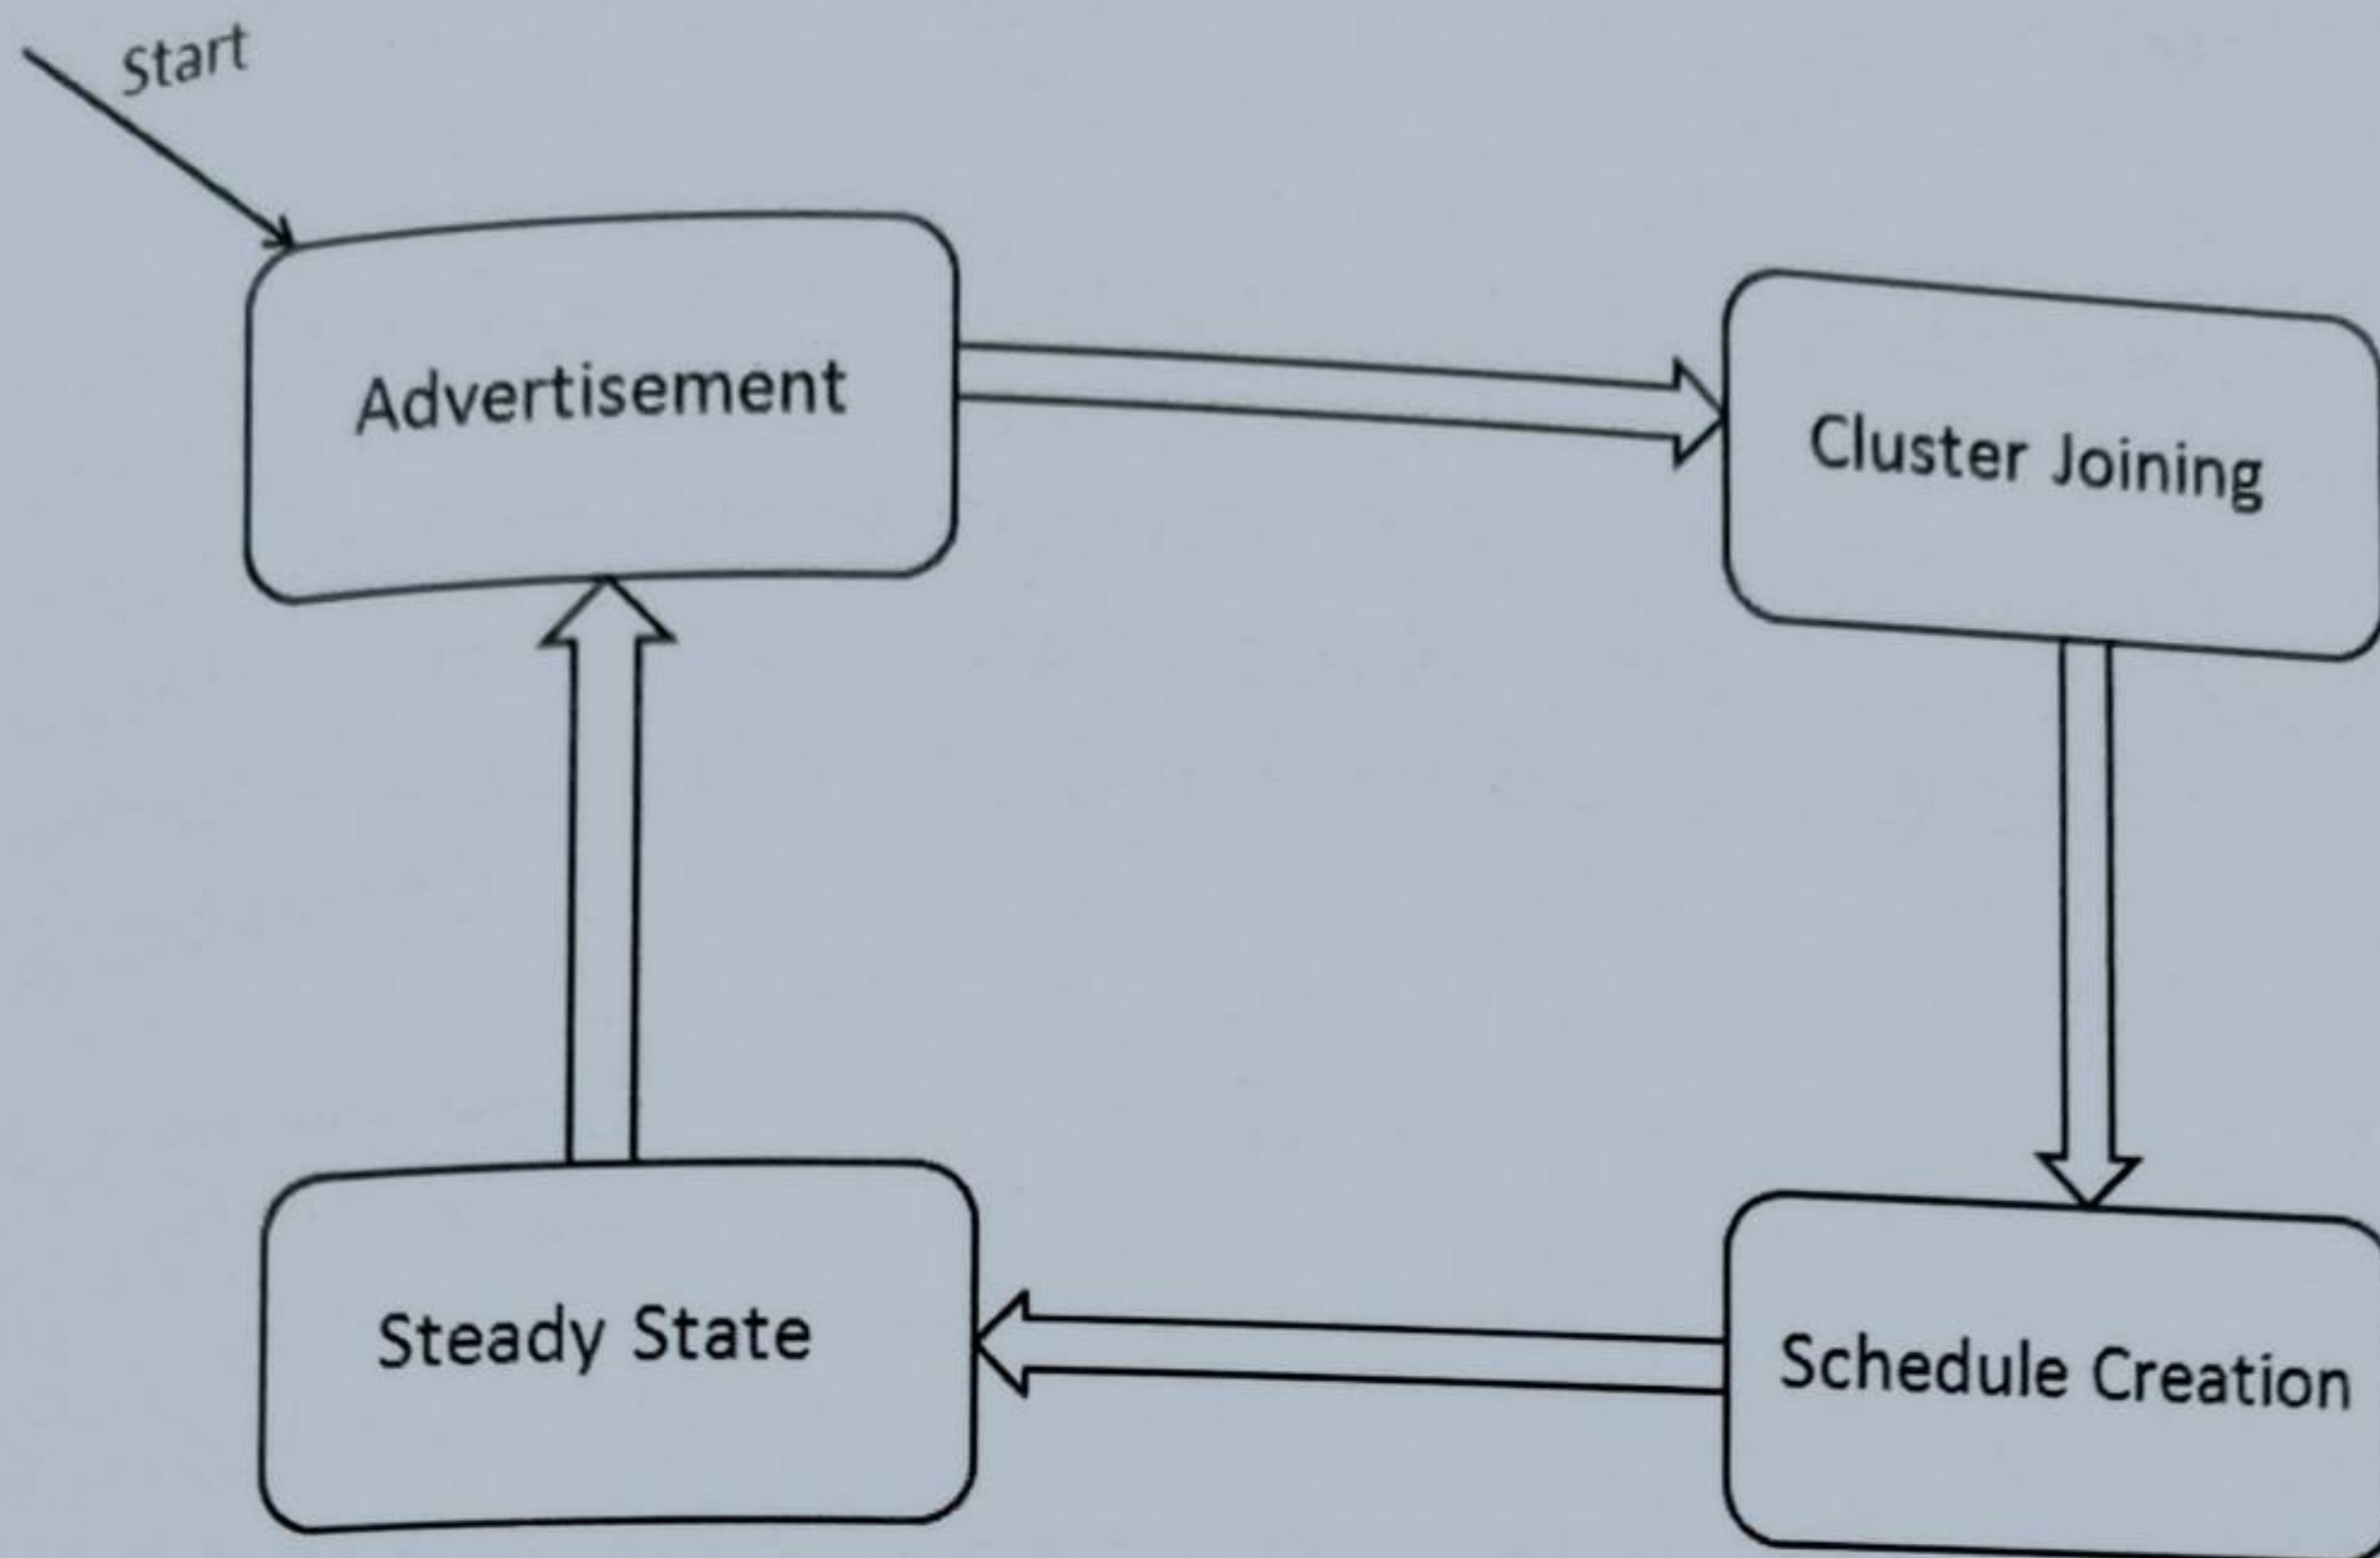 Start
Advertisement
Cluster Joining
Steady State
Schedule Creation